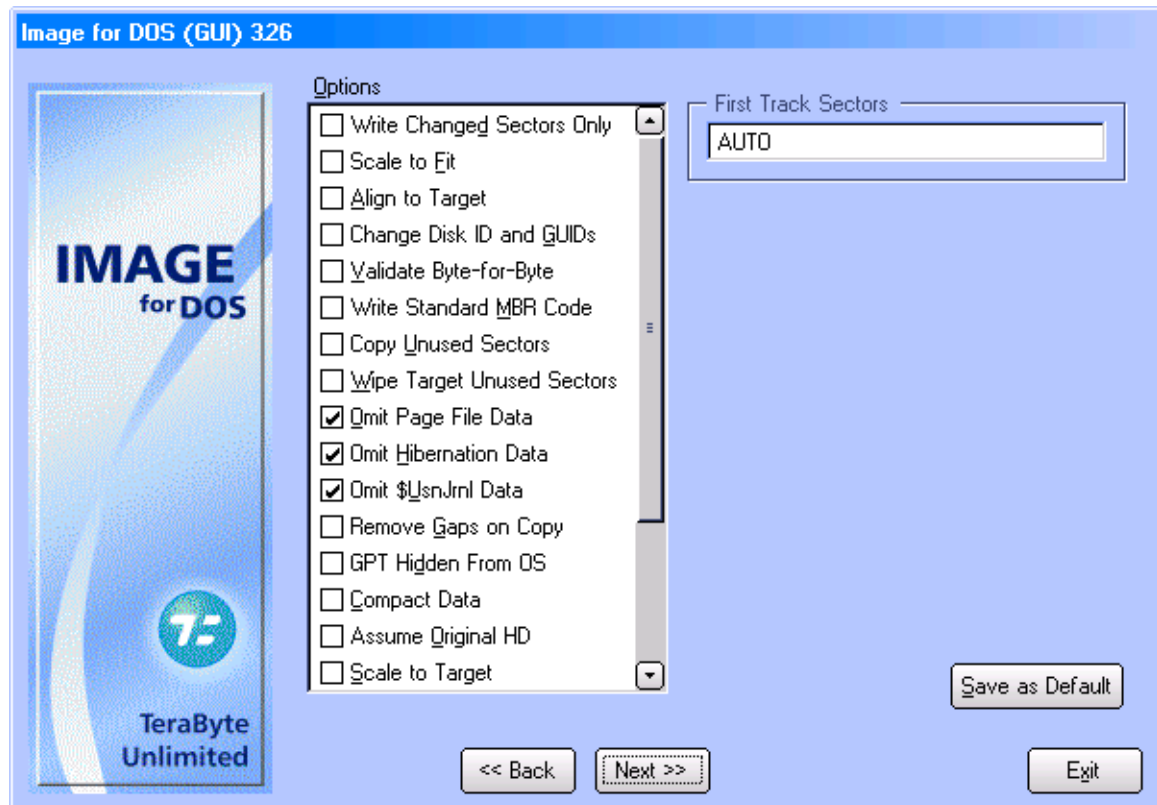 Image for DOS (GUI) 3.26
IMAGE
for DOS
TeraByte
Unlimited
Options
Write Changed Sectors Only
Scale to Fit
Align to Target
Change Disk ID and GUIDs
Validate Byte-for-Byte
Write Standard MBR Code
Copy Unused Sectors
Wipe Target Unused Sectors
Omit Page File Data
Omit Hibernation Data
Omit $UsnJrnl Data
Remove Gaps on Copy
GPT Hidden From OS
Compact Data
Assume Original HD
Scale to Target
First Track Sectors
AUTO
Save as Default
<< Back
Next >>
Exit